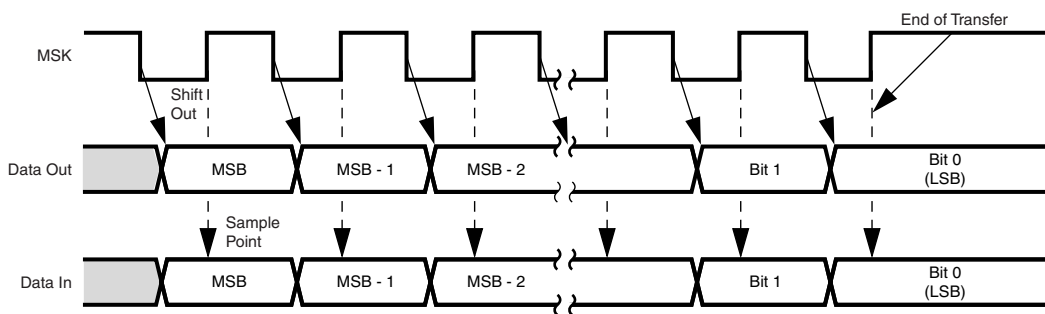 End of Transfer
MSK
Shift
Out
Data Out
MSB
MSB - 1
MSB - 2
Bit 1
Bit 0
(LSB)
Sample
Point
Data In
MSB
MSB - 1
MSB - 2
Bit 1
Bit 0
(LSB)